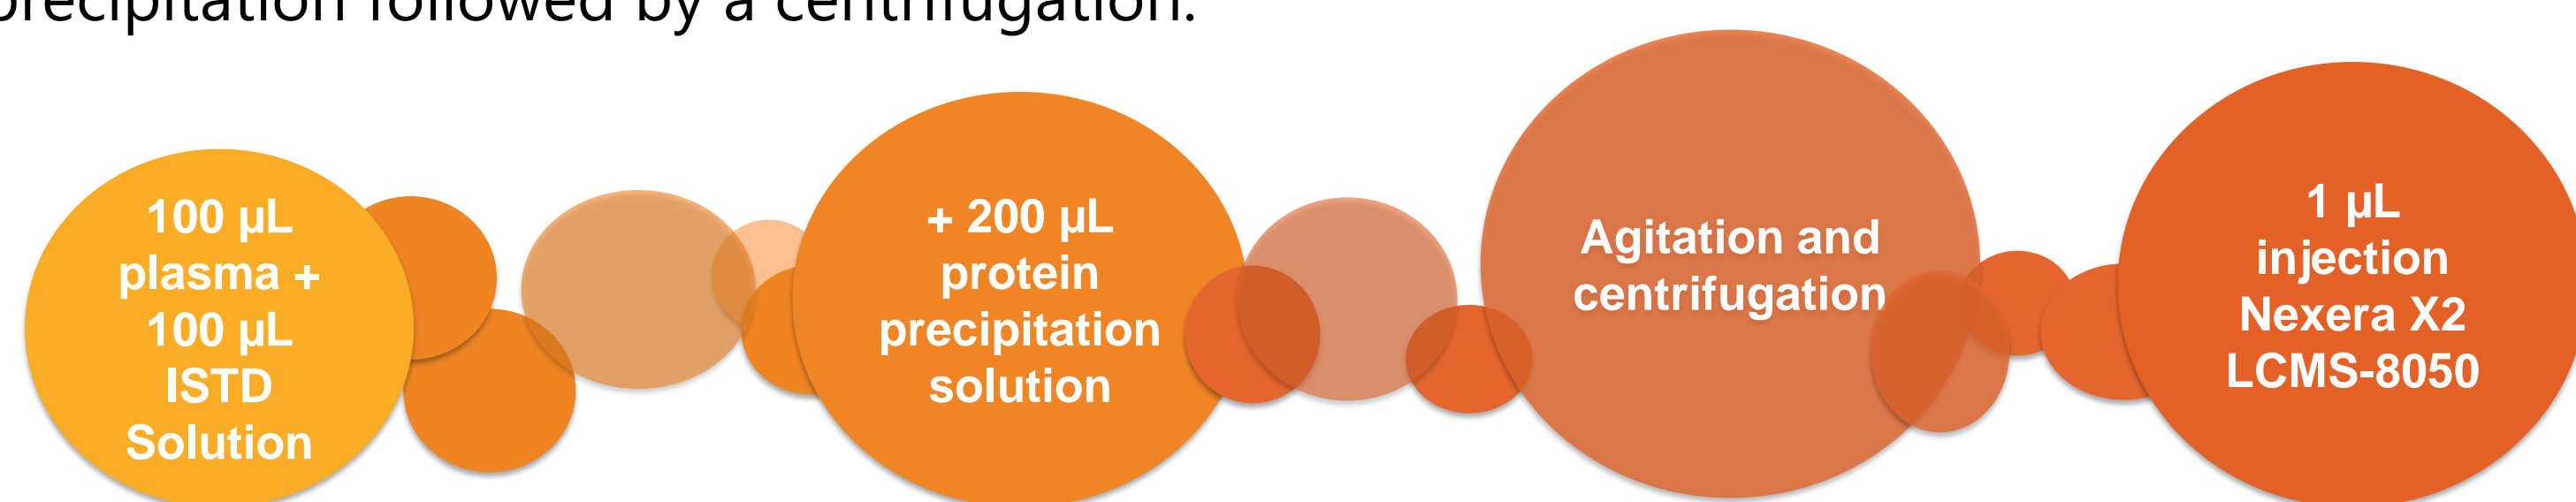 precipitation followed by a centrifugation.
100 µL
plasma +
100 µL
ISTD
Solution
+ 200 µL
protein
precipitation
solution
Agitation and
centrifugation
1 µL
injection
Nexera X2
LCMS-8050